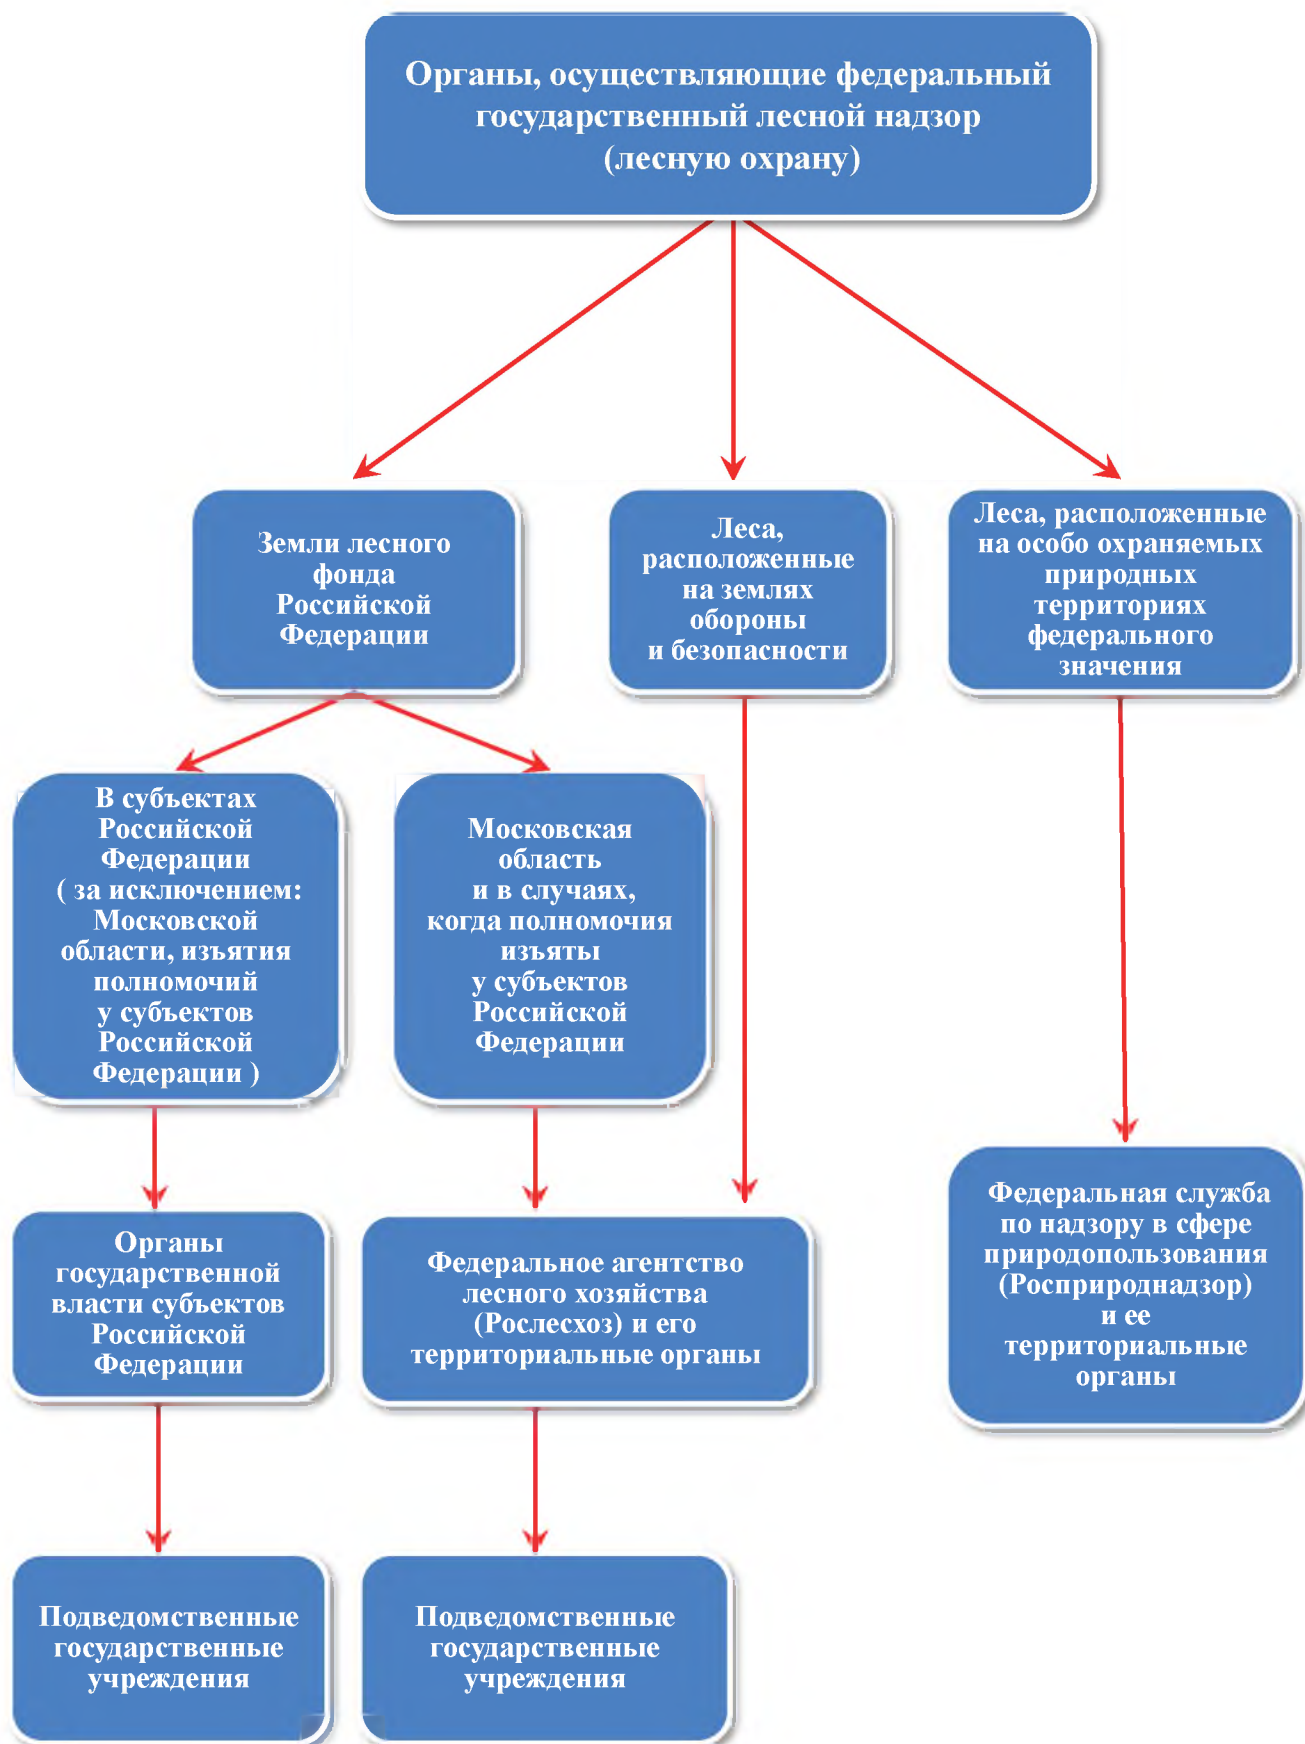 Органы, осуществляющие федеральный
государственный лесной надзор
(лесную охрану)
Земли лесного
фонда
Российской
Федерации
Леса,
расположенные
на землях
обороны
и безопасности
Леса, расположенные
на особо охраняемых
природных
территориях
федерального
значения
В субъектах
Российской
Федерации
( за исключением:
Московской
области, изъятия
полномочий
у субъектов
Российской
Федерации )
Московская
область
и в случаях,
когда полномочия
изъяты
у субъектов
Российской
Федерации
Органы
государственной
власти субъектов
Российской
Федерации
Федеральное агентство
лесного хозяйства
(Рослесхоз) и его
территориальные органы
Федеральная служба
по надзору в сфере
природопользования
(Росприроднадзор)
и ее
территориальные
органы
Подведомственные
государственные
учреждения
Подведомственные
государственные
учреждения